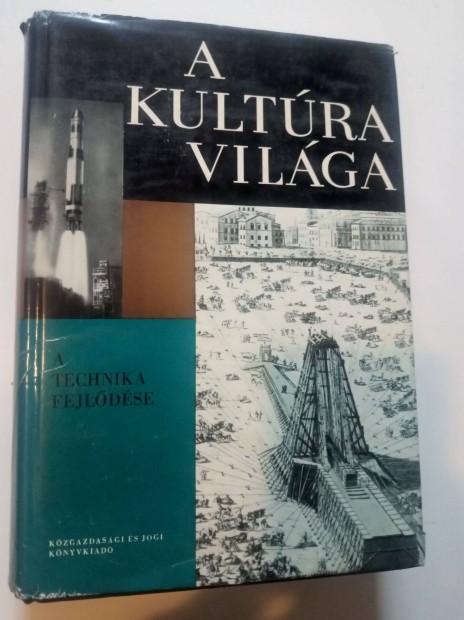 A
KULTÚRA
VILÁGA
A
TECHNIKA
FEJLŐDÉSE
KÖZGAZDASÁGI ÉS JOGI
KÖNYVKIADÓ